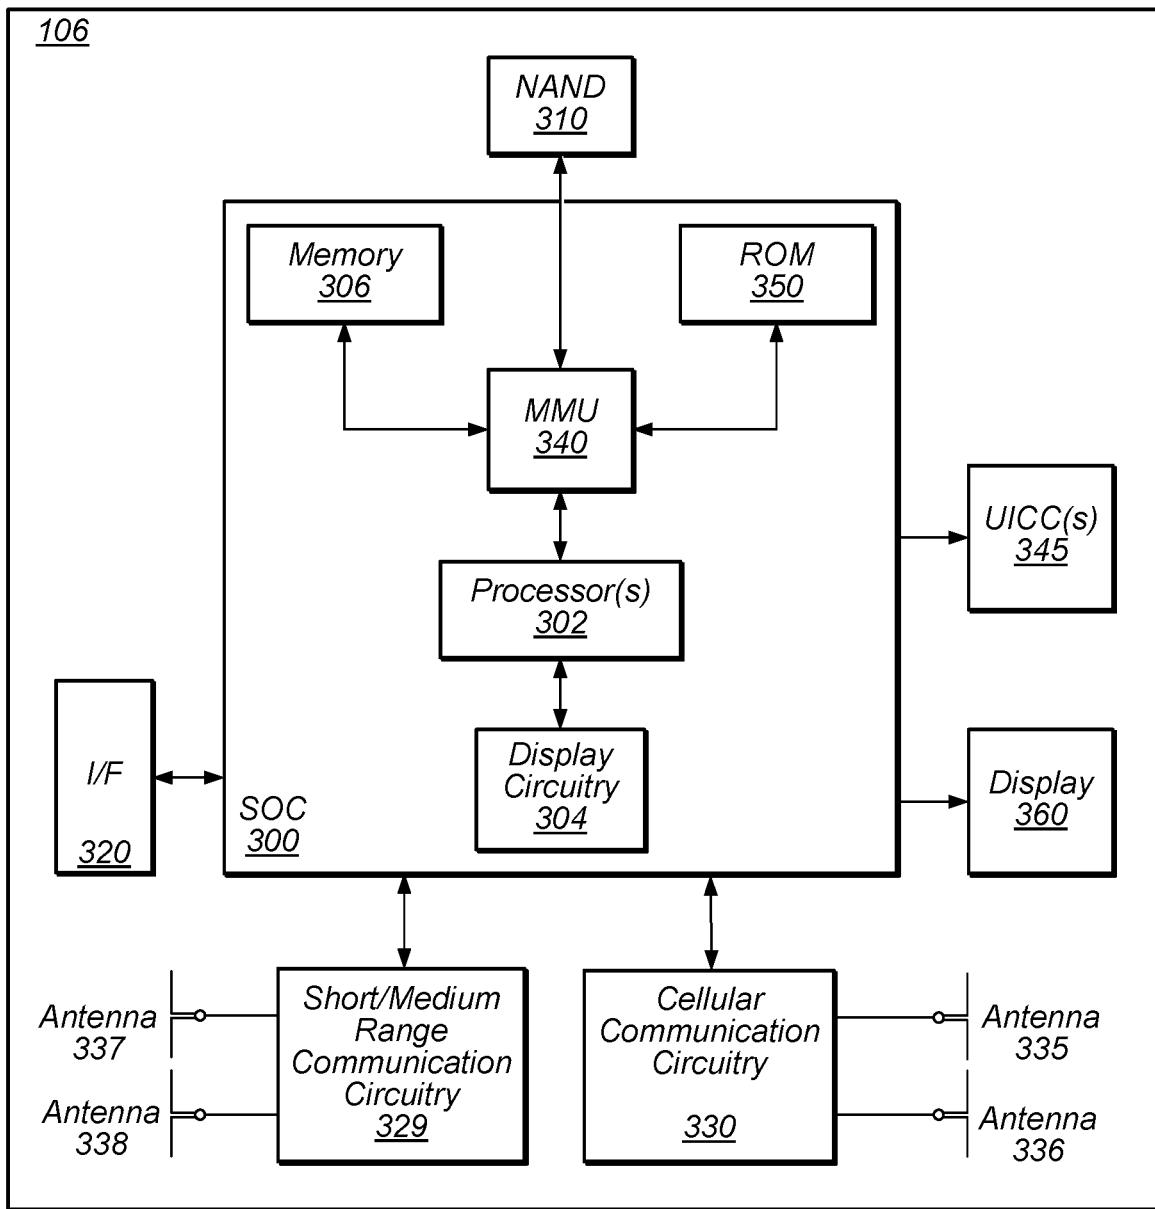 106
NAND
310
Memory
306
ROM
350
MMU
340
UICC(s)
345
Processor(s)
302
I/F
320
Display
Circuitry
304
SOC
300
Display
360
Antenna
337
Antenna
338
Short/Medium
Range
Communication
Circuitry
329
Cellular
Communication
Circuitry
330
Antenna
335
Antenna
336